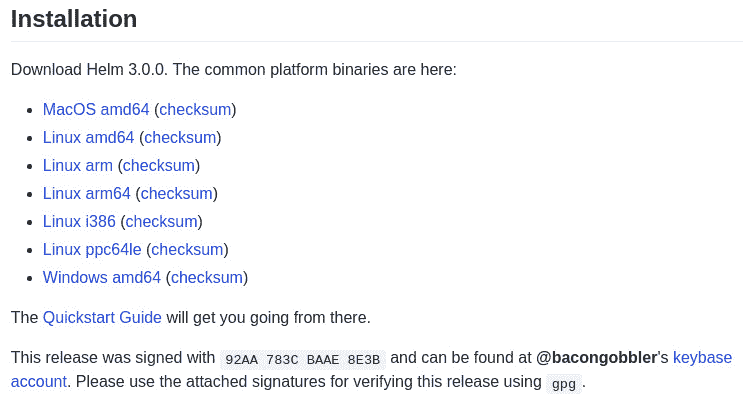 Installation
Download Helm 3.0.0. The common platform binaries are here:
MacOS amd64 (checksum)
Linux amd64 (checksum)
Linux arm (checksum)
Linux arm64 (checksum)
Linux i386 (checksum)
Linux ppc64le (checksum)
Windows amd64 (checksum)
The Quickstart Guide will get you going from there.
This release was signed with 92AA 783C BAAE 8E3B and can be found at @bacongobbler's keybase
account. Please use the attached signatures for verifying this release using gpg.